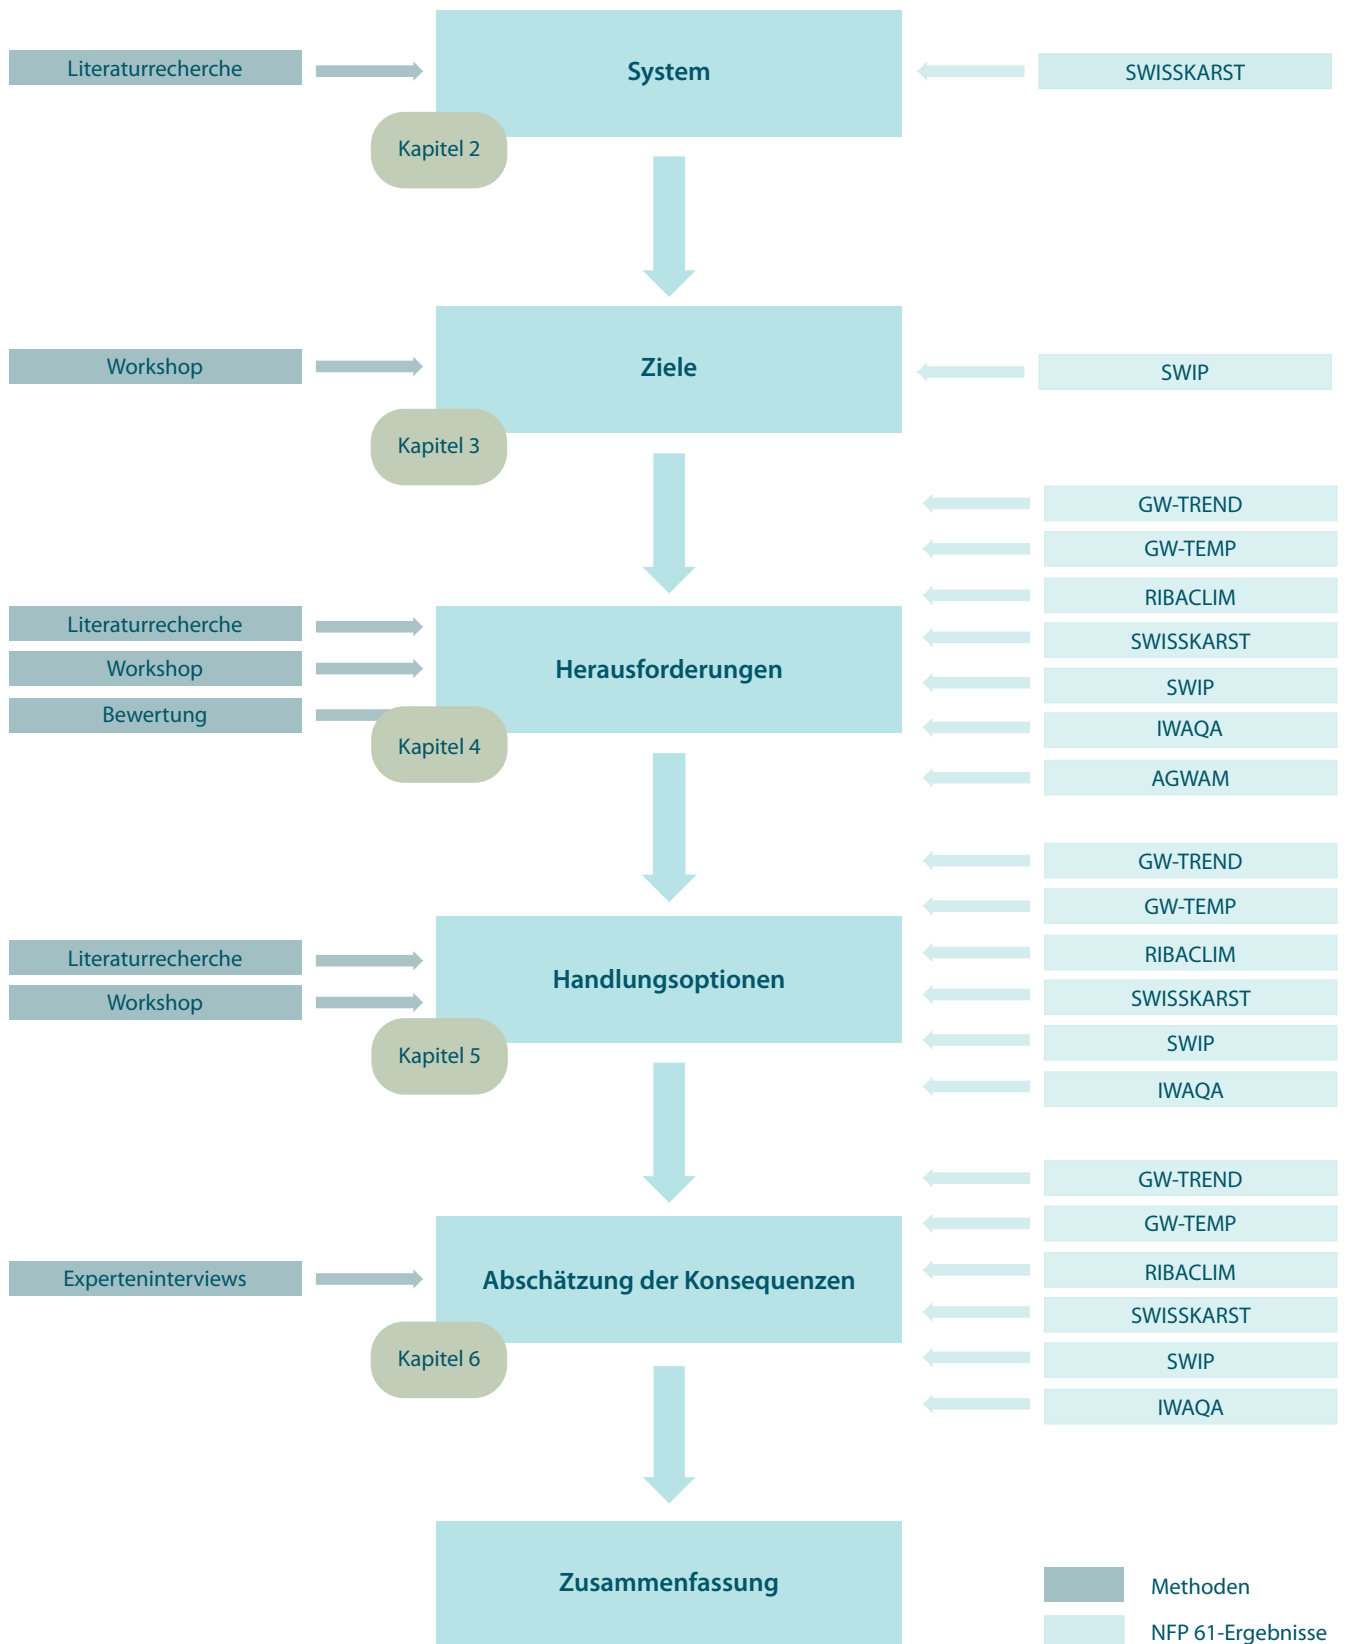 Literaturrecherche
System
SWISSKARST
Kapitel 2
Workshop
Ziele
SWIP
Kapitel 3
Literaturrecherche
Workshop
Bewertung
Herausforderungen
Kapitel 4
GW-TREND
GW-TEMP
RIBACLIM
SWISSKARST
SWIP
IWAQA
AGWAM
Literaturrecherche
Workshop
Handlungsoptionen
Kapitel 5
GW-TREND
GW-TEMP
RIBACLIM
SWISSKARST
SWIP
IWAQA
Experteninterviews
Abschätzung der Konsequenzen
Kapitel 6
GW-TREND
GW-TEMP
RIBACLIM
SWISSKARST
SWIP
IWAQA
Zusammenfassung
Methoden
NFP 61-Ergebnisse